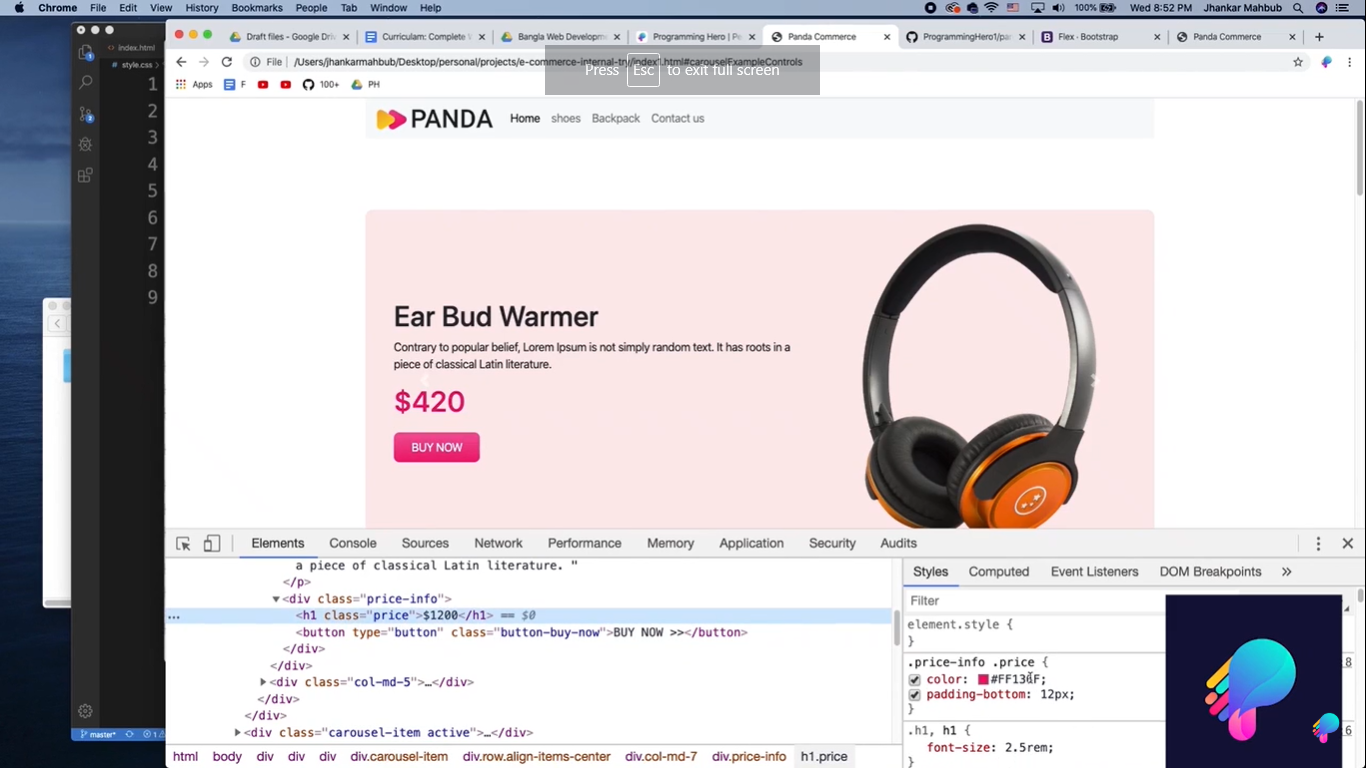 Chrome File Edit View History Bookmarks People Tab Window Help 100% Wed 8:52 PM Jhankar Mahbub
index.html
# style.css
1
2
3
4
5
6
7
8
9
master*
Draft files - Google Driv
Curriculam: Complete W
Bangla Web Developme
Programming Hero | Pe
Panda Commerce
ProgrammingHero1/pa
Flex · Bootstrap
Panda Commerce
File /Users/jhankarmahbub/Desktop/personal/projects/e-commerce-internal-try/index1.html#carouselExampleControls
Press Esc to exit full screen
Apps F 100+ PH
PANDA Home shoes Backpack Contact us
Ear Bud Warmer
Contrary to popular belief, Lorem Ipsum is not simply random text. It has roots in a
piece of classical Latin literature.
$420
BUY NOW
Elements Console Sources Network Performance Memory Application Security Audits
a piece of classical Latin literature. "
</p>
▼<div class="price-info">
... <h1 class="price">$1200</h1> == $0
<button type="button" class="button-buy-now">BUY NOW >></button>
</div>
</div>
▶<div class="col-md-5">…</div>
</div>
</div>
▶<div class="carousel-item active">…</div>
html body div div div div.carousel-item div.row.align-items-center div.col-md-7 div.price-info h1.price
Styles Computed Event Listeners DOM Breakpoints »
Filter
element.style {
}
.price-info .price {
color: #FF136F;
padding-bottom: 12px;
}
.h1, h1 {
font-size: 2.5rem;
}